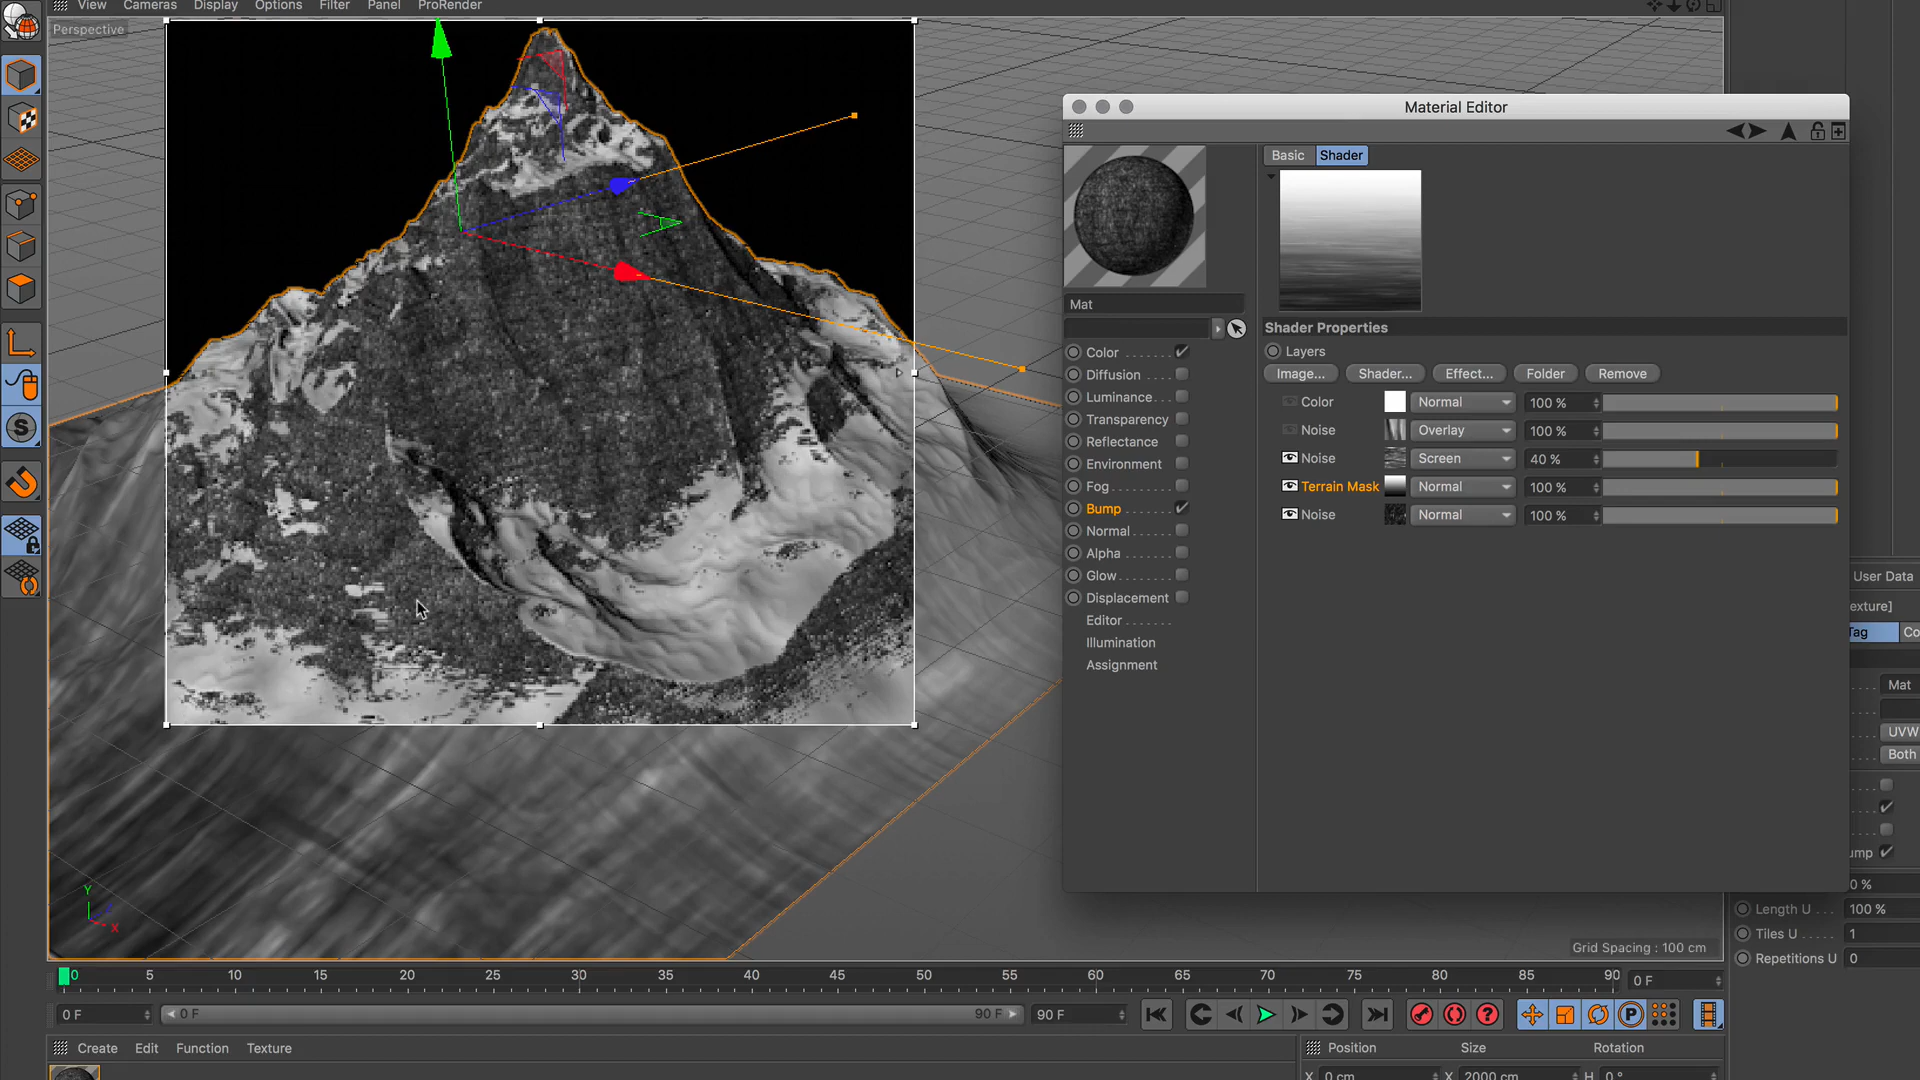 View Cameras Display Options Filter Panel ProRender
Perspective
Material Editor
Basic Shader
Mat
Shader Properties
Layers
Image... Shader... Effect... Folder Remove
Color Normal 100 %
Noise Overlay 100 %
Noise Screen 40 %
Terrain Mask Normal 100 %
Noise Normal 100 %
Color
Diffusion
Luminance
Transparency
Reflectance
Environment
Fog
Bump
Normal
Alpha
Glow
Displacement
Editor
Illumination
Assignment
User Data
exture]
Tag Co
Mat
UVW
Both
ump
0 %
Length U 100 %
Tiles U 1
Repetitions U 0
Y
X
Grid Spacing : 100 cm
0 5 10 15 20 25 30 35 40 45 50 55 60 65 70 75 80 85 90 0 F
0 F 0 F 90 F 90 F
P
Create Edit Function Texture
Position Size Rotation
X 0 cm X 2000 cm H 0 °